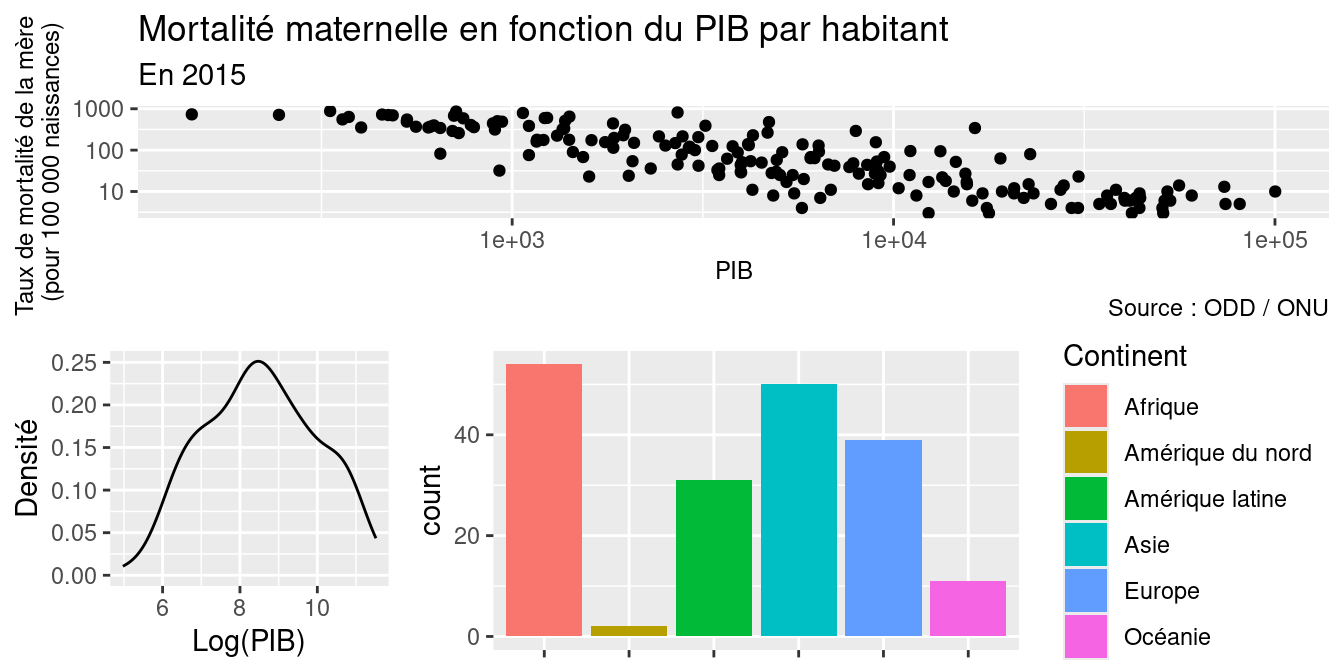 Mortalité maternelle en fonction du PIB par habitant
En 2015
Taux de mortalité de la mère
(pour 100 000 naissances)
1000
100
10
1e+03
1e+04
1e+05
PIB
Source : ODD / ONU
Densité
0.25
0.20
0.15
0.10
0.05
0.00
6
8
10
Log(PIB)
count
40
20
0
Continent
Afrique
Amérique du nord
Amérique latine
Asie
Europe
Océanie